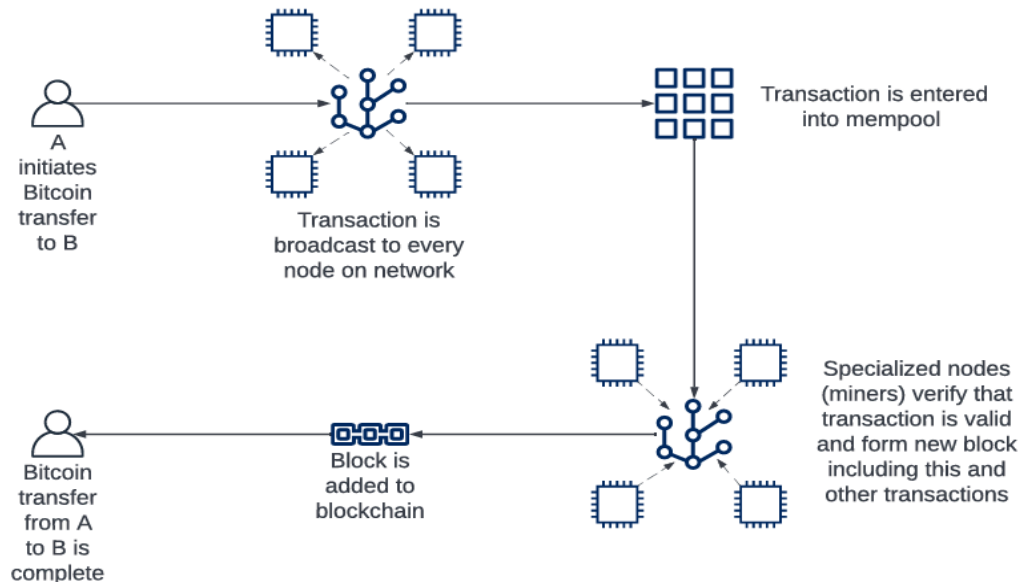 A
initiates
Bitcoin
transfer
to B
Transaction is
broadcast to every
node on network
Transaction is entered
into mempool
Specialized nodes
(miners) verify that
transaction is valid
and form new block
including this and
other transactions
Block is
added to
blockchain
Bitcoin
transfer
from A
to B is
complete